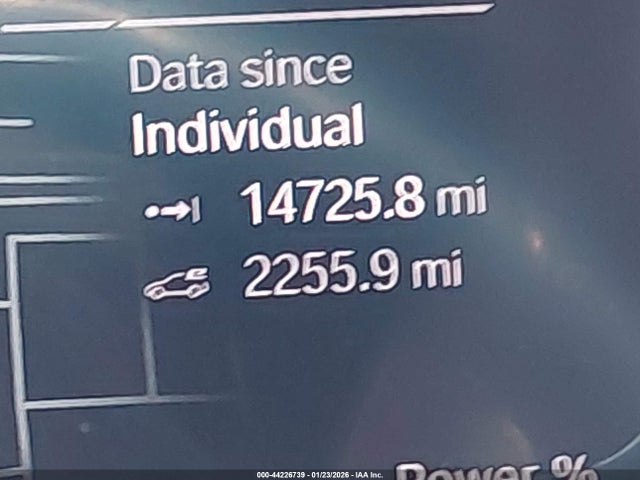 Data since
Individual
14725.8 mi
2255.9 mi
Power %
000-44226739 - 01/23/2026 - IAA Inc.